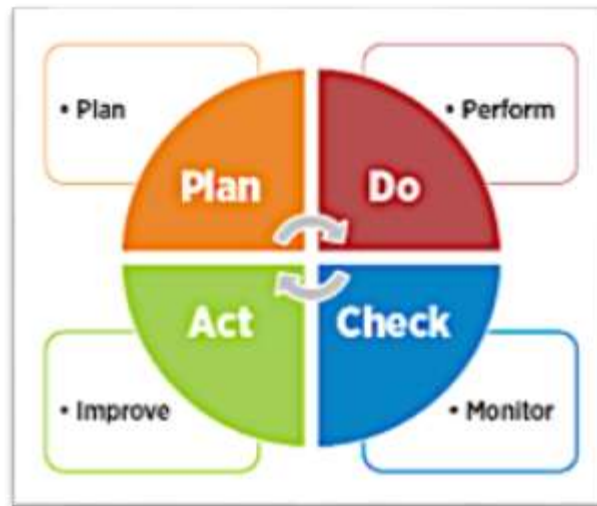 • Plan
• Perform
Plan
Do
Act
Check
• Improve
• Monitor